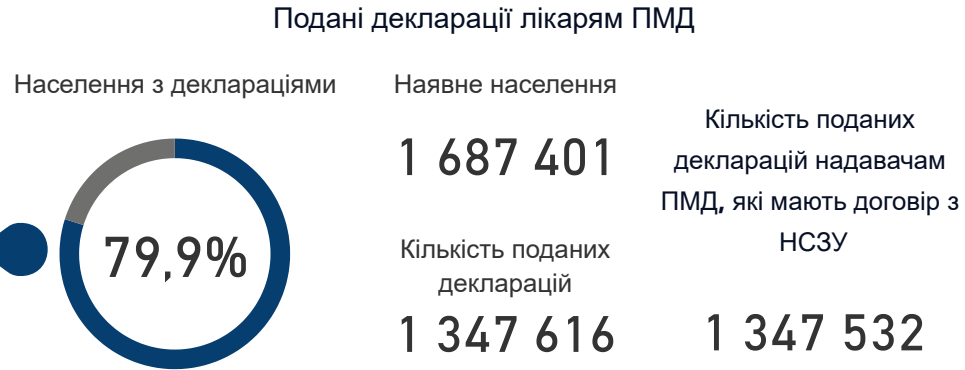 Подані декларації лікарям ПМД
Населення з деклараціями
79,9%
Наявне населення
1 687 401
Кількість поданих
декларацій
1 347 616
Кількість поданих
декларацій надавачам
ПМД, які мають договір з
НСЗУ
1 347 532